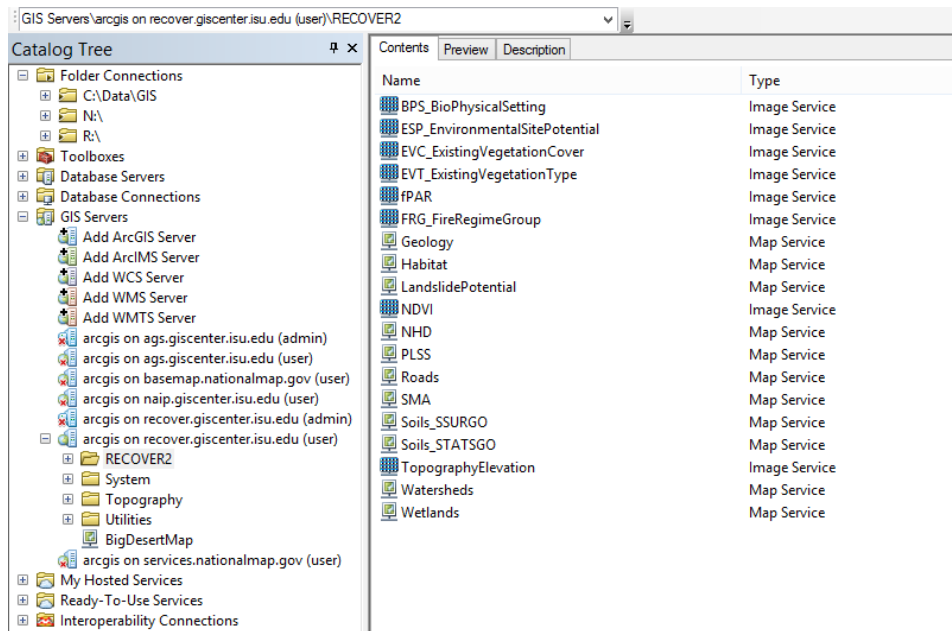 GIS Servers\arcgis on recover.giscenter.isu.edu (user)\RECOVER2
Catalog Tree
Folder Connections
C:\Data\GIS
N:\
R:\
Toolboxes
Database Servers
Database Connections
GIS Servers
Add ArcGIS Server
Add ArcIMS Server
Add WCS Server
Add WMS Server
Add WMTS Server
arcgis on ags.giscenter.isu.edu (admin)
arcgis on ags.giscenter.isu.edu (user)
arcgis on basemap.nationalmap.gov (user)
arcgis on naip.giscenter.isu.edu (user)
arcgis on recover.giscenter.isu.edu (admin)
arcgis on recover.giscenter.isu.edu (user)
RECOVER2
System
Topography
Utilities
BigDesertMap
arcgis on services.nationalmap.gov (user)
My Hosted Services
Ready-To-Use Services
Interoperability Connections
Contents Preview Description
Name Type
BPS_BioPhysicalSetting Image Service
ESP_EnvironmentalSitePotential Image Service
EVC_ExistingVegetationCover Image Service
EVT_ExistingVegetationType Image Service
fPAR Image Service
FRG_FireRegimeGroup Image Service
Geology Map Service
Habitat Map Service
LandslidePotential Map Service
NDVI Image Service
NHD Map Service
PLSS Map Service
Roads Map Service
SMA Map Service
Soils_SSURGO Map Service
Soils_STATSGO Map Service
TopographyElevation Image Service
Watersheds Map Service
Wetlands Map Service